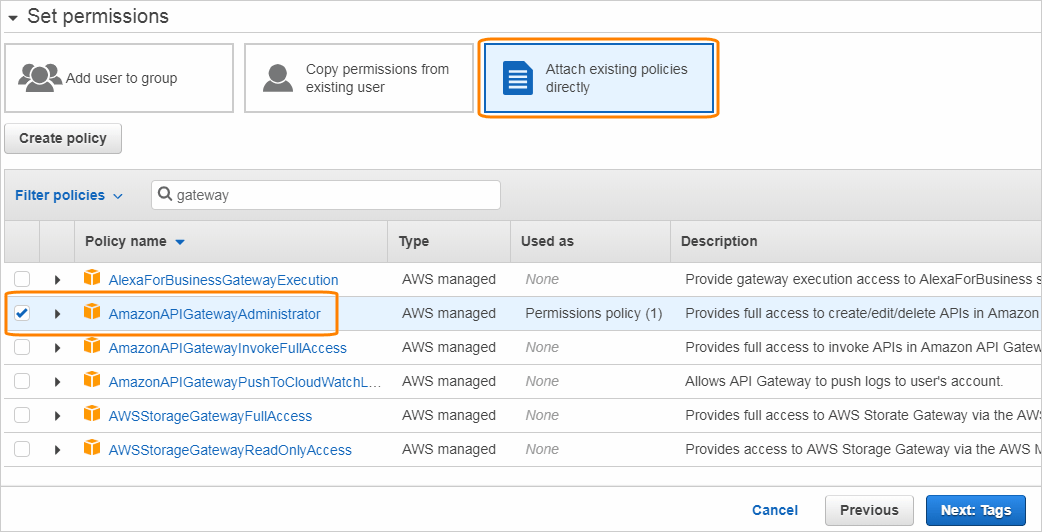 Set permissions
Add user to group
Copy permissions from
existing user
Attach existing policies
directly
Create policy
Filter policies
gateway
Policy name Type Used as Description
AlexaForBusinessGatewayExecution AWS managed None Provide gateway execution access to AlexaForBusiness s
AmazonAPIGatewayAdministrator AWS managed Permissions policy (1) Provides full access to create/edit/delete APIs in Amazon
AmazonAPIGatewayInvokeFullAccess AWS managed None Provides full access to invoke APIs in Amazon API Gatew
AmazonAPIGatewayPushToCloudWatchL... AWS managed None Allows API Gateway to push logs to user's account.
AWSStorageGatewayFullAccess AWS managed None Provides full access to AWS Storate Gateway via the AWS
AWSStorageGatewayReadOnlyAccess AWS managed None Provides access to AWS Storage Gateway via the AWS M
Cancel Previous Next: Tags